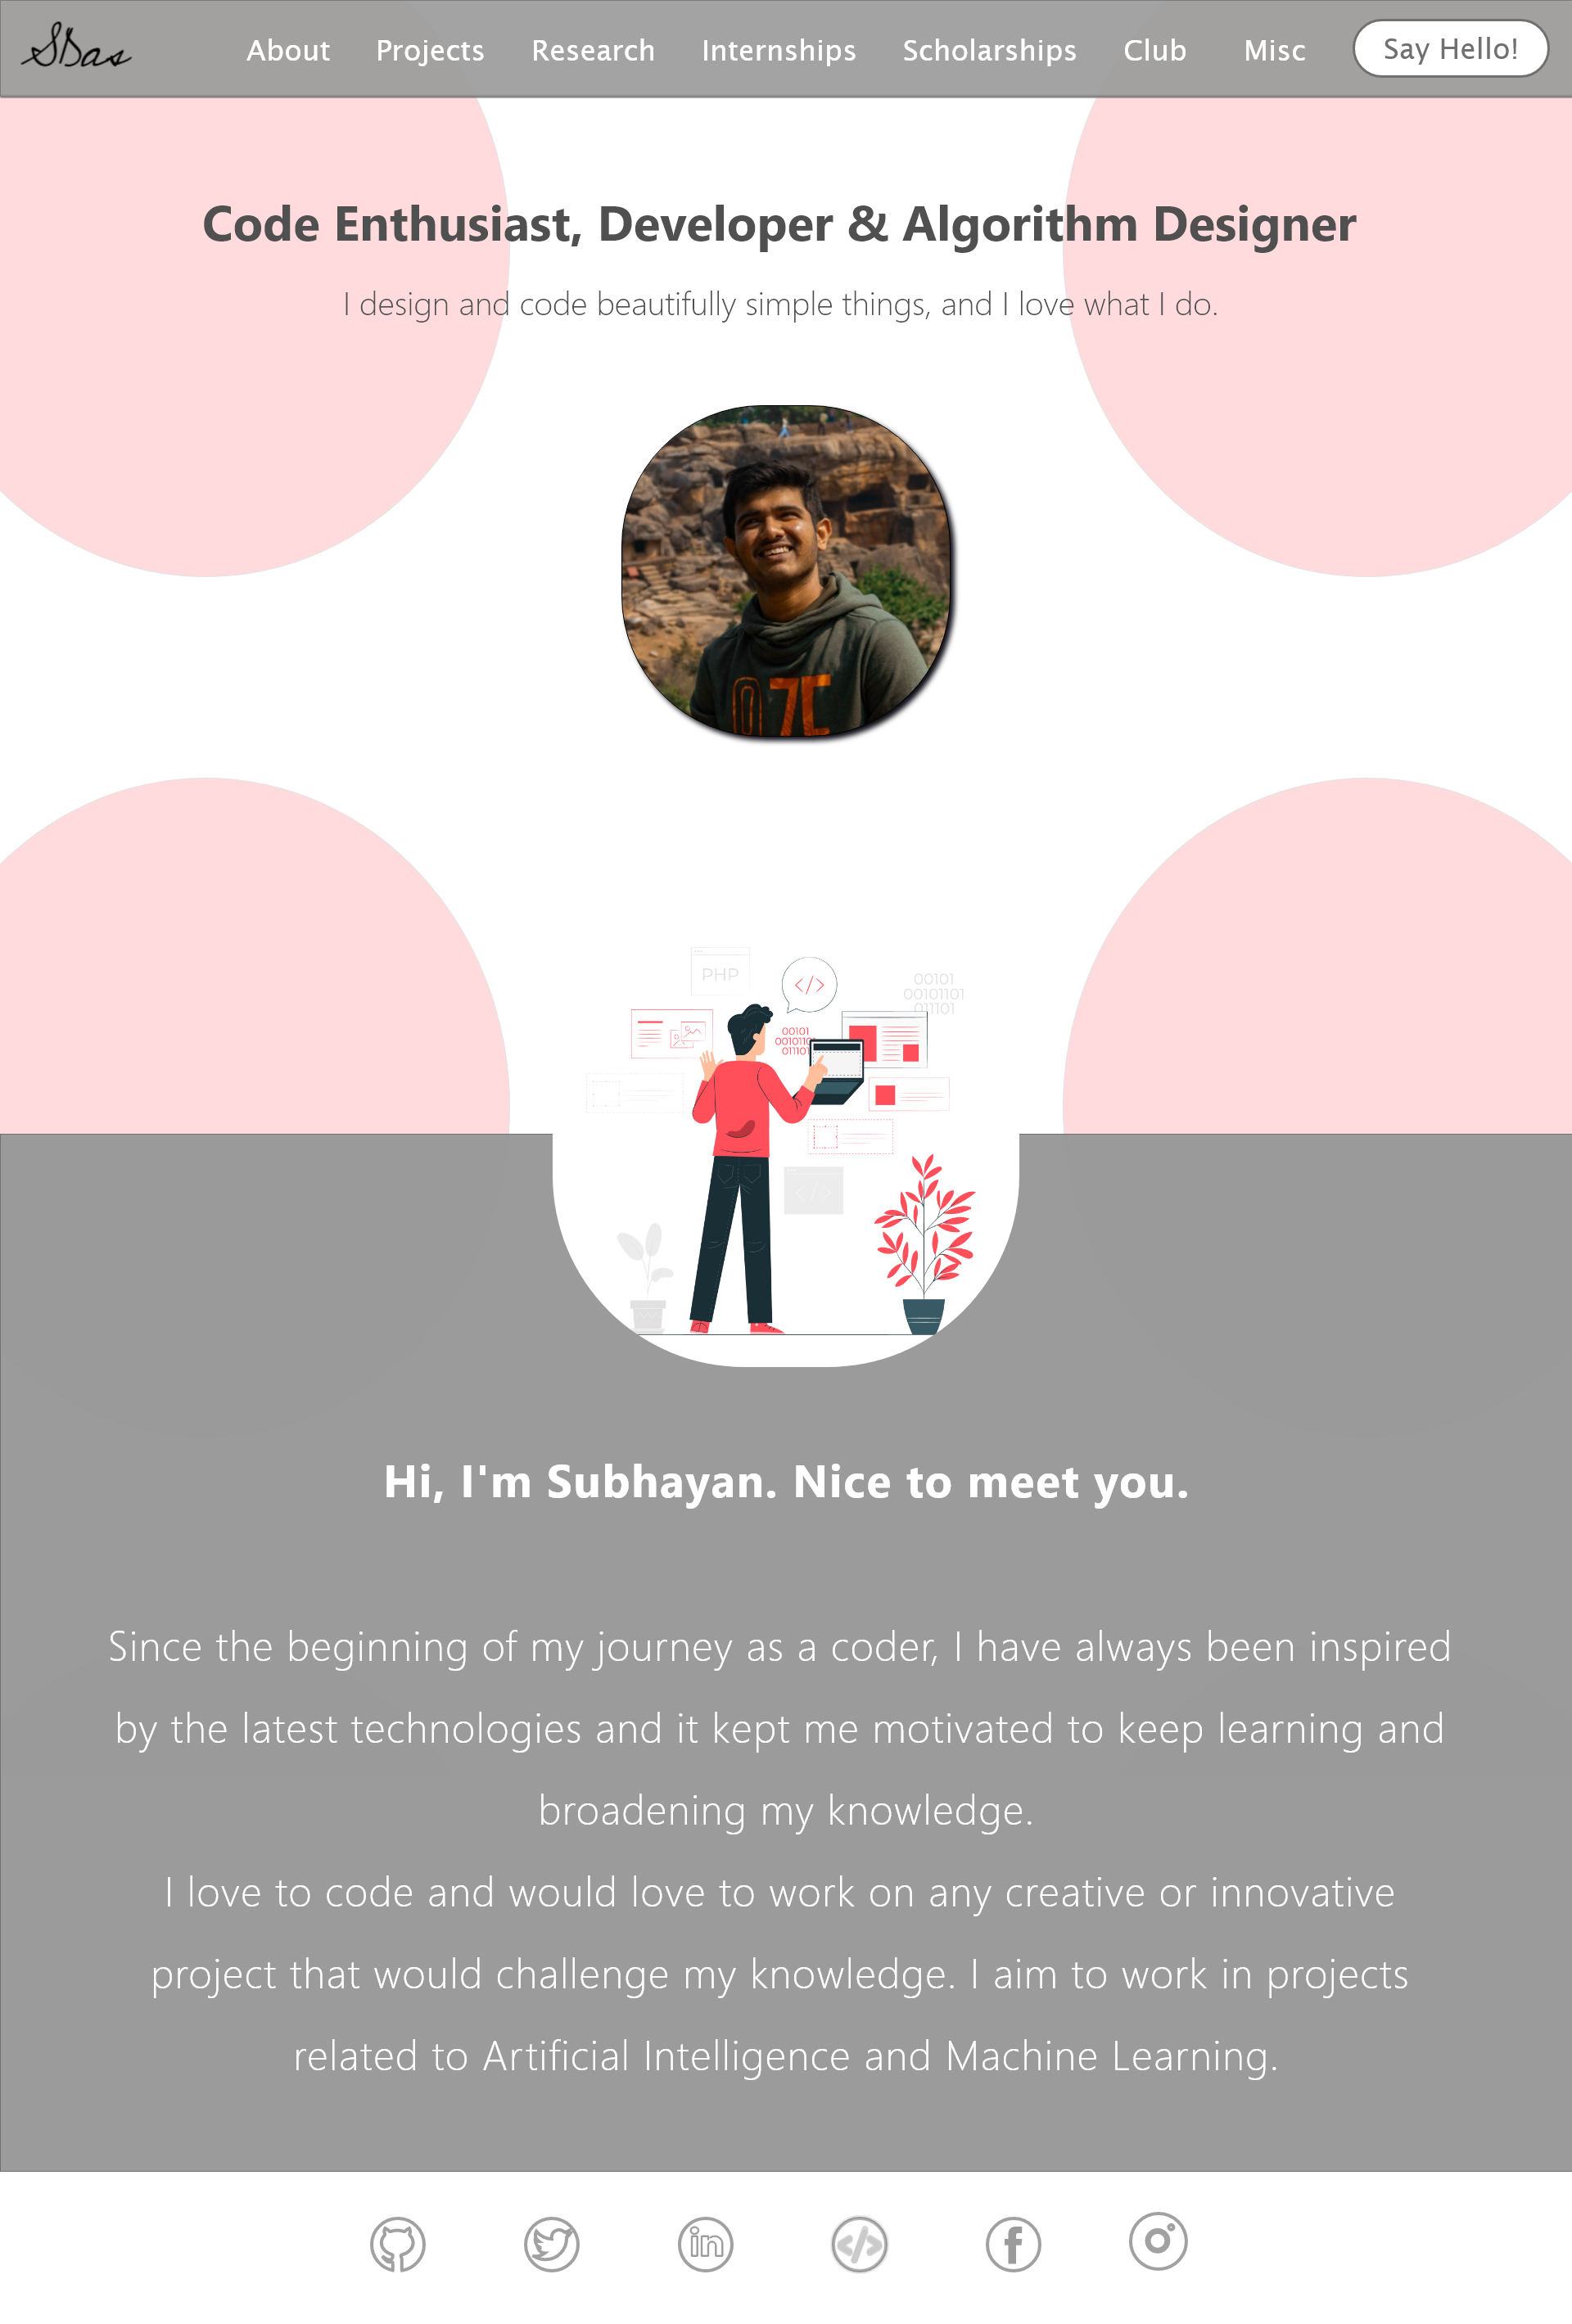 SDas
About Projects Research Internships Scholarships Club Misc Say Hello!
Code Enthusiast, Developer & Algorithm Designer
I design and code beautifully simple things, and I love what I do.
PHP
</>
00101
00101101
011101
00101
0010110
011101
</>
Hi, I'm Subhayan. Nice to meet you.
Since the beginning of my journey as a coder, I have always been inspired
by the latest technologies and it kept me motivated to keep learning and
broadening my knowledge.
I love to code and would love to work on any creative or innovative
project that would challenge my knowledge. I aim to work in projects
related to Artificial Intelligence and Machine Learning.
in </> f